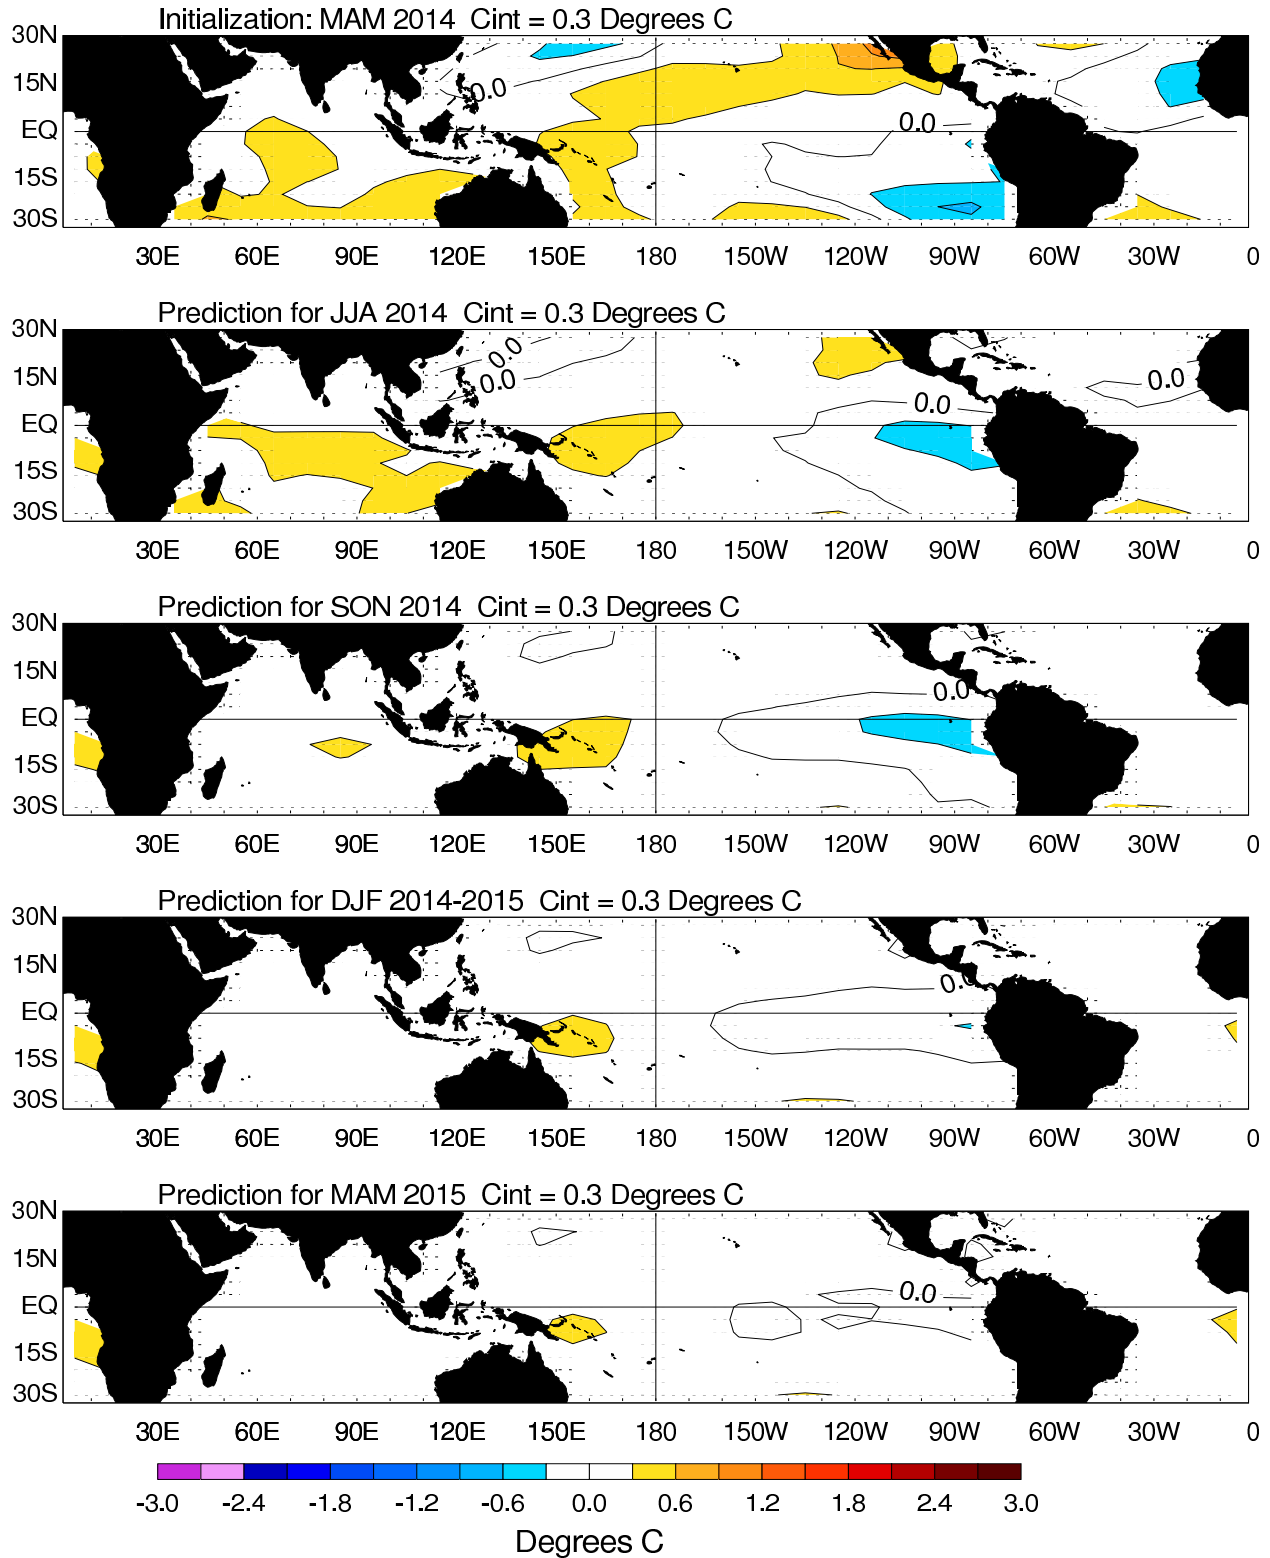 Initialization: MAM 2014  Cint = 0.3 Degrees C
30N
15N
EQ
15S
30S
0.0
0.0
30E 60E 90E 120E 150E 180 150W 120W 90W 60W 30W 0
Prediction for JJA 2014  Cint = 0.3 Degrees C
30N
15N
EQ
15S
30S
0.0
0.0
0.0
0.0
30E 60E 90E 120E 150E 180 150W 120W 90W 60W 30W 0
Prediction for SON 2014  Cint = 0.3 Degrees C
30N
15N
EQ
15S
30S
0.0
30E 60E 90E 120E 150E 180 150W 120W 90W 60W 30W 0
Prediction for DJF 2014-2015  Cint = 0.3 Degrees C
30N
15N
EQ
15S
30S
0.0
30E 60E 90E 120E 150E 180 150W 120W 90W 60W 30W 0
Prediction for MAM 2015  Cint = 0.3 Degrees C
30N
15N
EQ
15S
30S
0.0
30E 60E 90E 120E 150E 180 150W 120W 90W 60W 30W 0
-3.0 -2.4 -1.8 -1.2 -0.6 0.0 0.6 1.2 1.8 2.4 3.0
Degrees C